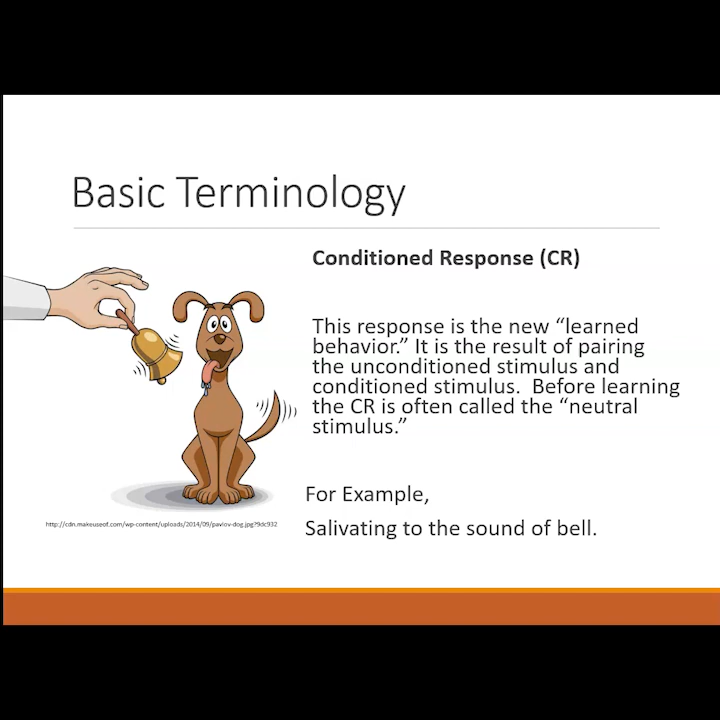 Basic Terminology
Conditioned Response (CR)
This response is the new “learned
behavior.” It is the result of pairing
the unconditioned stimulus and
conditioned stimulus.  Before learning
the CR is often called the “neutral
stimulus.”
For Example,
Salivating to the sound of bell.
http://cdn.makeuseof.com/wp-content/uploads/2014/09/pavlov-dog.jpg?9dc932